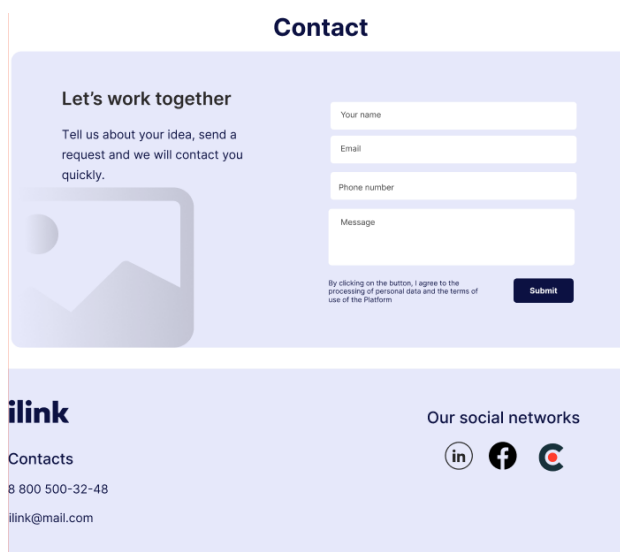 Contact
Let's work together
Tell us about your idea, send a
request and we will contact you
quickly.
Your name
Email
Phone number
Message
By clicking on the button, I agree to the
processing of personal data and the terms of
use of the Platform
Submit
ilink
Contacts
8 800 500-32-48
ilink@mail.com
Our social networks
in